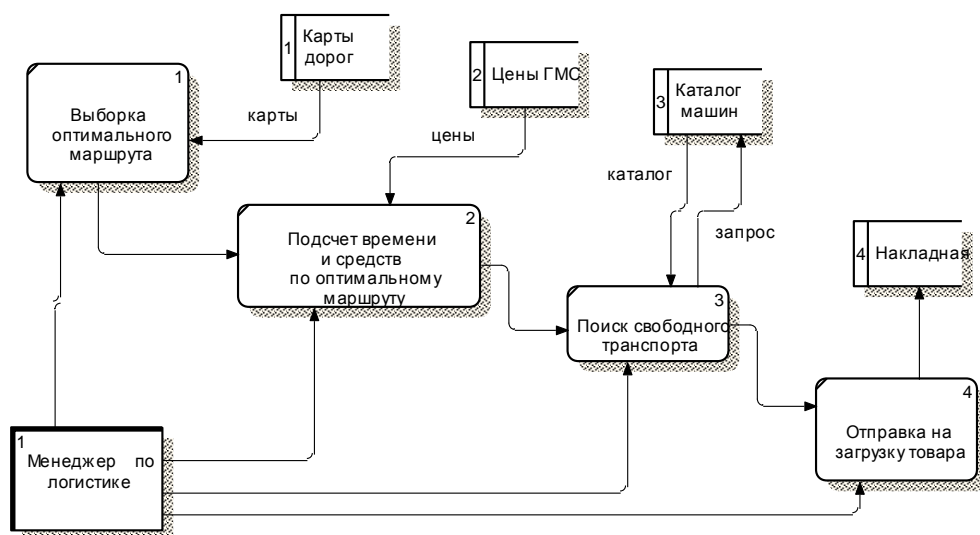 1
Карты
дорог
2
Цены ГМС
3
Каталог
машин
1
Выборка
оптимального
маршрута
карты
цены
каталог
запрос
2
Подсчет времени
и средств
по оптимальному
маршруту
4
Накладная
3
Поиск свободного
транспорта
4
Отправка на
загрузку товара
1
Менеджер по
логистике